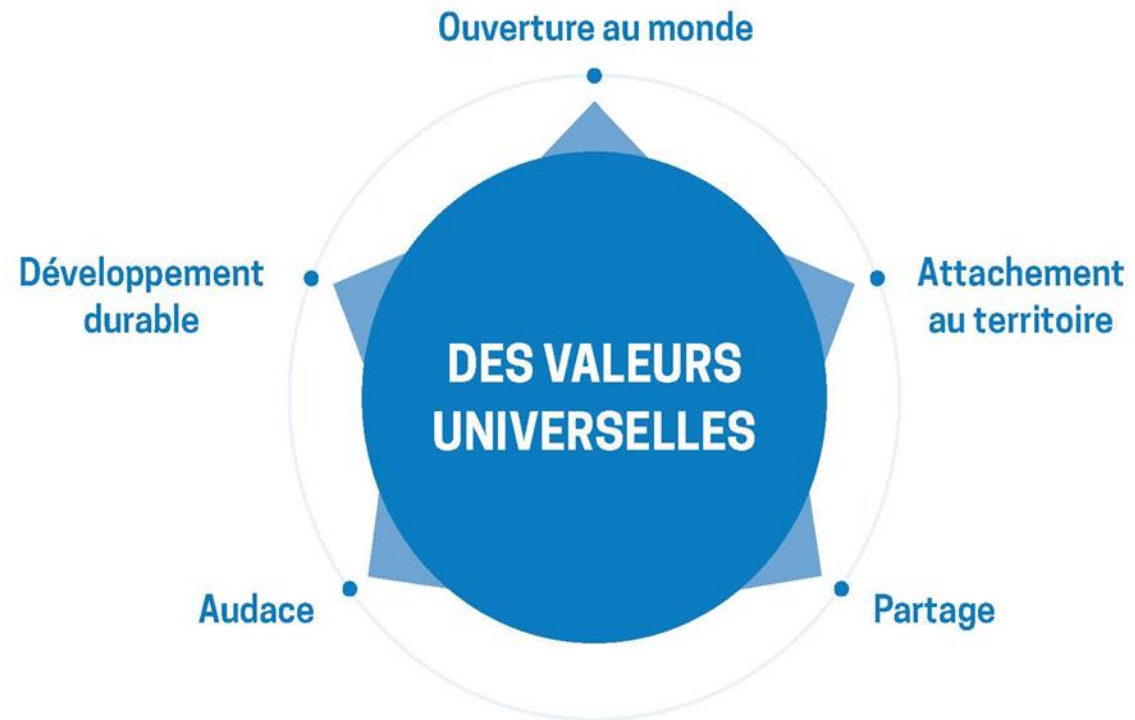 Ouverture au monde
Développement
durable
Attachement
au territoire
DES VALEURS
UNIVERSELLES
Audace
Partage